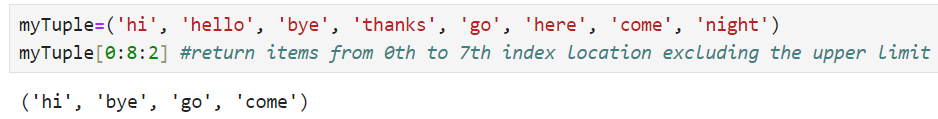 myTuple=('hi', 'hello', 'bye', 'thanks', 'go', 'here', 'come', 'night')
myTuple[0:8:2] #return items from 0th to 7th index location excluding the upper limit
('hi', 'bye', 'go', 'come')